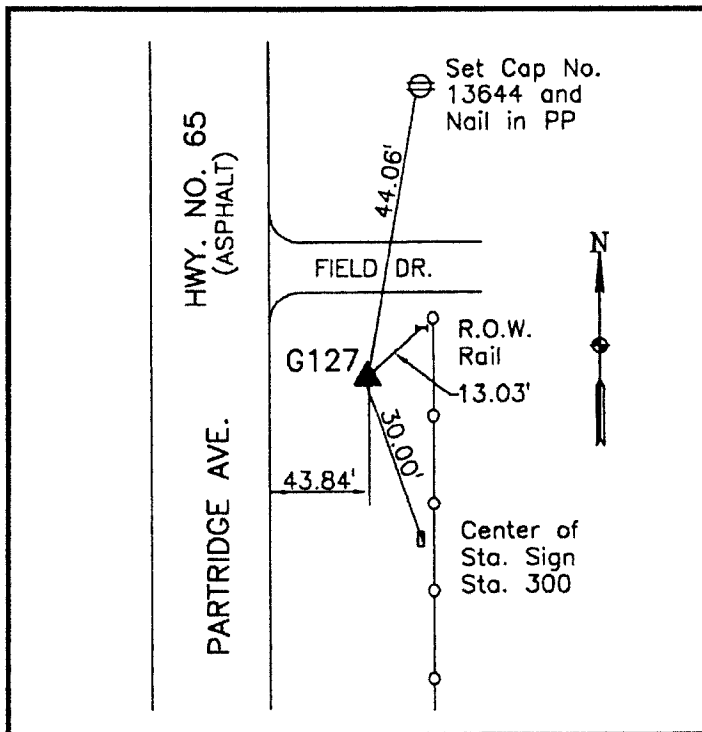 Set Cap No.
13644 and
Nail in PP
44.06'
HWY. NO. 65
(ASPHALT)
FIELD DR.
N
R.O.W.
Rail
13.03'
G127
30.00'
43.84'
PARTRIDGE AVE.
Center of
Sta. Sign
Sta. 300